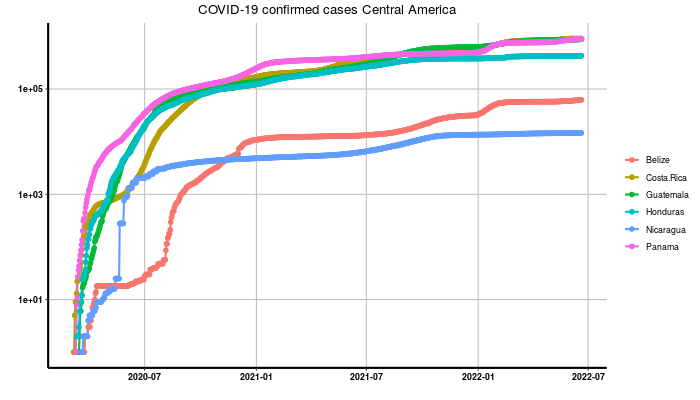 COVID-19 confirmed cases Central America
1e+05
1e+03
1e+01
2020-07
2021-01
2021-07
2022-01
2022-07
Belize
Costa.Rica
Guatemala
Honduras
Nicaragua
Panama